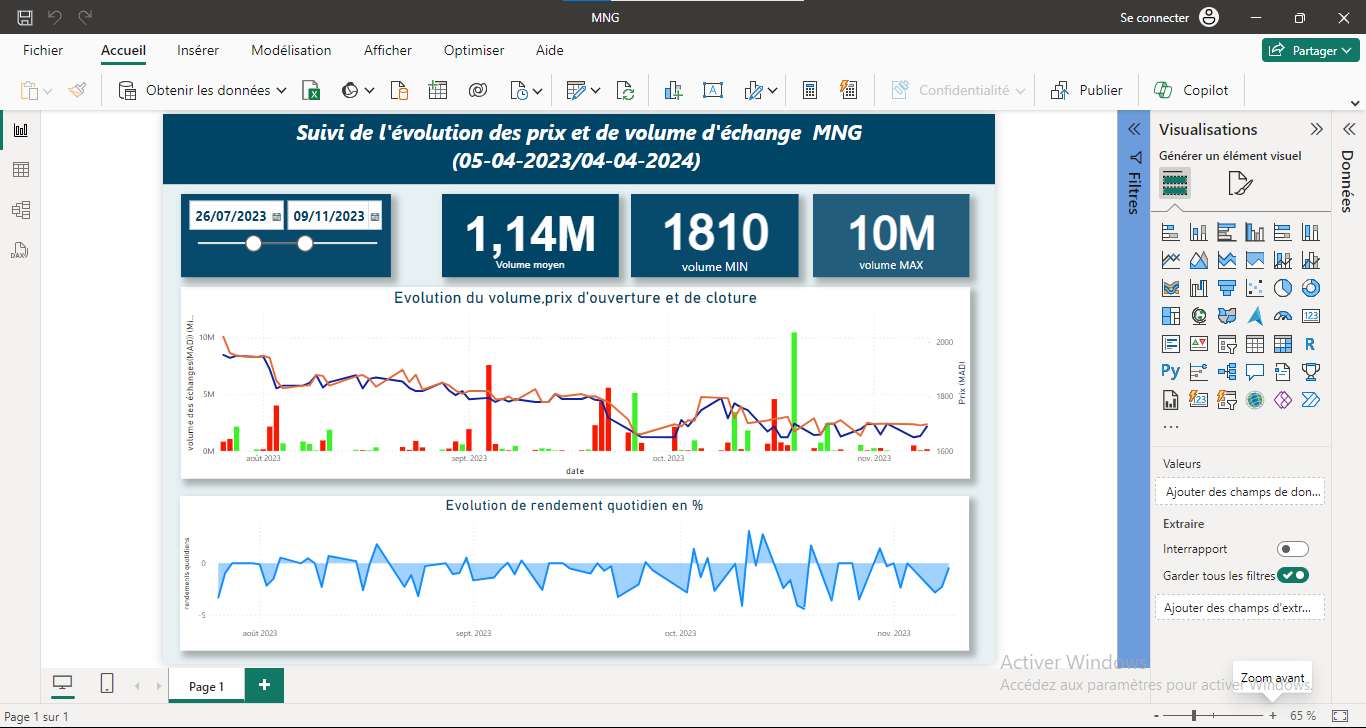 MNG
Se connecter
Fichier
Accueil
Insérer
Modélisation
Afficher
Optimiser
Aide
Partager
Obtenir les données
Confidentialité
Publier
Copilot
Suivi de l'évolution des prix et de volume d'échange MNG
(05-04-2023/04-04-2024)
26/07/2023
09/11/2023
1,14M
Volume moyen
1810
volume MIN
10M
volume MAX
Evolution du volume,prix d'ouverture et de cloture
volume des échanges(MAD)) (Mi...
10M
5M
0M
2000
1800
1600
Prix (MAD)
août 2023
sept. 2023
oct. 2023
nov. 2023
date
Evolution de rendement quotidien en %
rendements quotidiens
0
-5
août 2023
sept. 2023
oct. 2023
nov. 2023
Filtres
Visualisations
Générer un élément visuel
123
R
Py
123
...
Valeurs
Ajouter des champs de don...
Extraire
Interrapport
Garder tous les filtres
Ajouter des champs d'extr...
Données
DAX
Activer Windows
Accédez aux paramètres pour activer Windows.
Zoom avant
Page 1
+
Page 1 sur 1
-
+
65 %